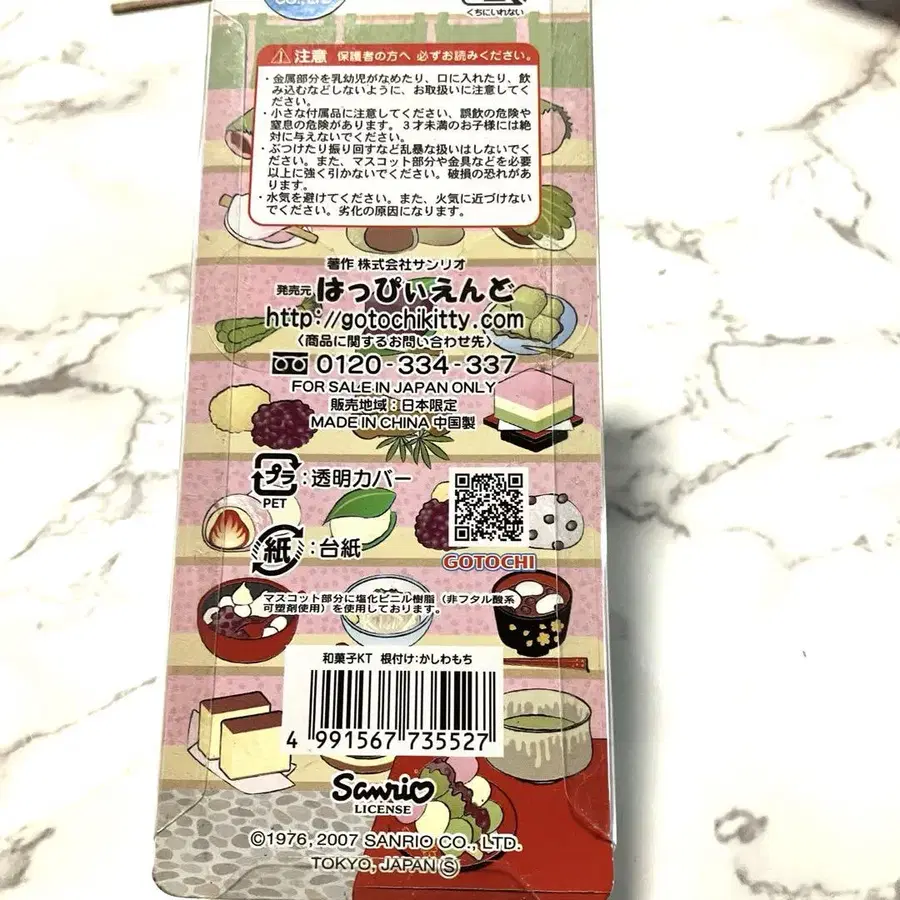 CO., LTD
くちにいれない
注意 保護者の方へ 必ずお読みください。
・金属部分を乳幼児がなめたり、口に入れたり、飲
み込むなどしないように、お取扱いに注意してく
ださい。
・小さな付属品に注意してください、誤飲の危険や
窒息の危険があります。3才未満のお子様には絶
対に与えないでください。
・ぶつけたり振り回すなど乱暴な扱いはしないでく
ださい。また、マスコット部分や金具などを必要
以上に強く引かないでください。破損の恐れがあ
ります。
・水気を避けてください。また、火気に近づけない
でください。劣化の原因になります。
著作 株式会社サンリオ
発売元 はっぴぃえんど
http://gotochikitty.com
〈商品に関するお問い合わせ先〉
0120-334-337
FOR SALE IN JAPAN ONLY
販売地域：日本限定
MADE IN CHINA 中国製
プラ：透明カバー
PET
紙：台紙
GOTOCHI
マスコット部分に塩化ビニル樹脂（非フタル酸系
可塑剤使用）を使用しております。
和菓子KT 根付け：かしわもち
4 991567 735527
Sanrio
LICENSE
©1976, 2007 SANRIO CO., LTD.
TOKYO, JAPAN Ⓢ